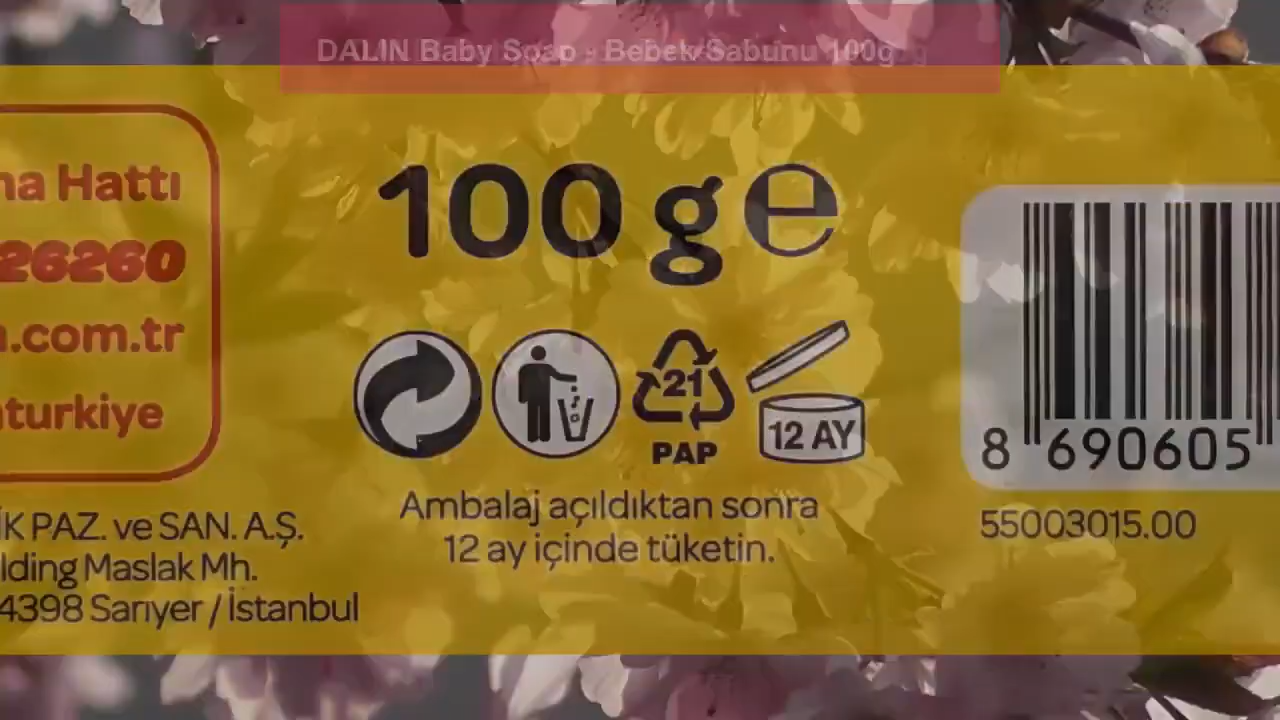 DALIN Baby Soap - Bebek Sabunu 100g
na Hattı
26260
.com.tr
turkiye
İK PAZ. ve SAN. A.Ş.
lding Maslak Mh.
4398 Sarıyer / İstanbul
100 g ℮
21
PAP
12 AY
Ambalaj açıldıktan sonra
12 ay içinde tüketin.
8 690605
55003015.00